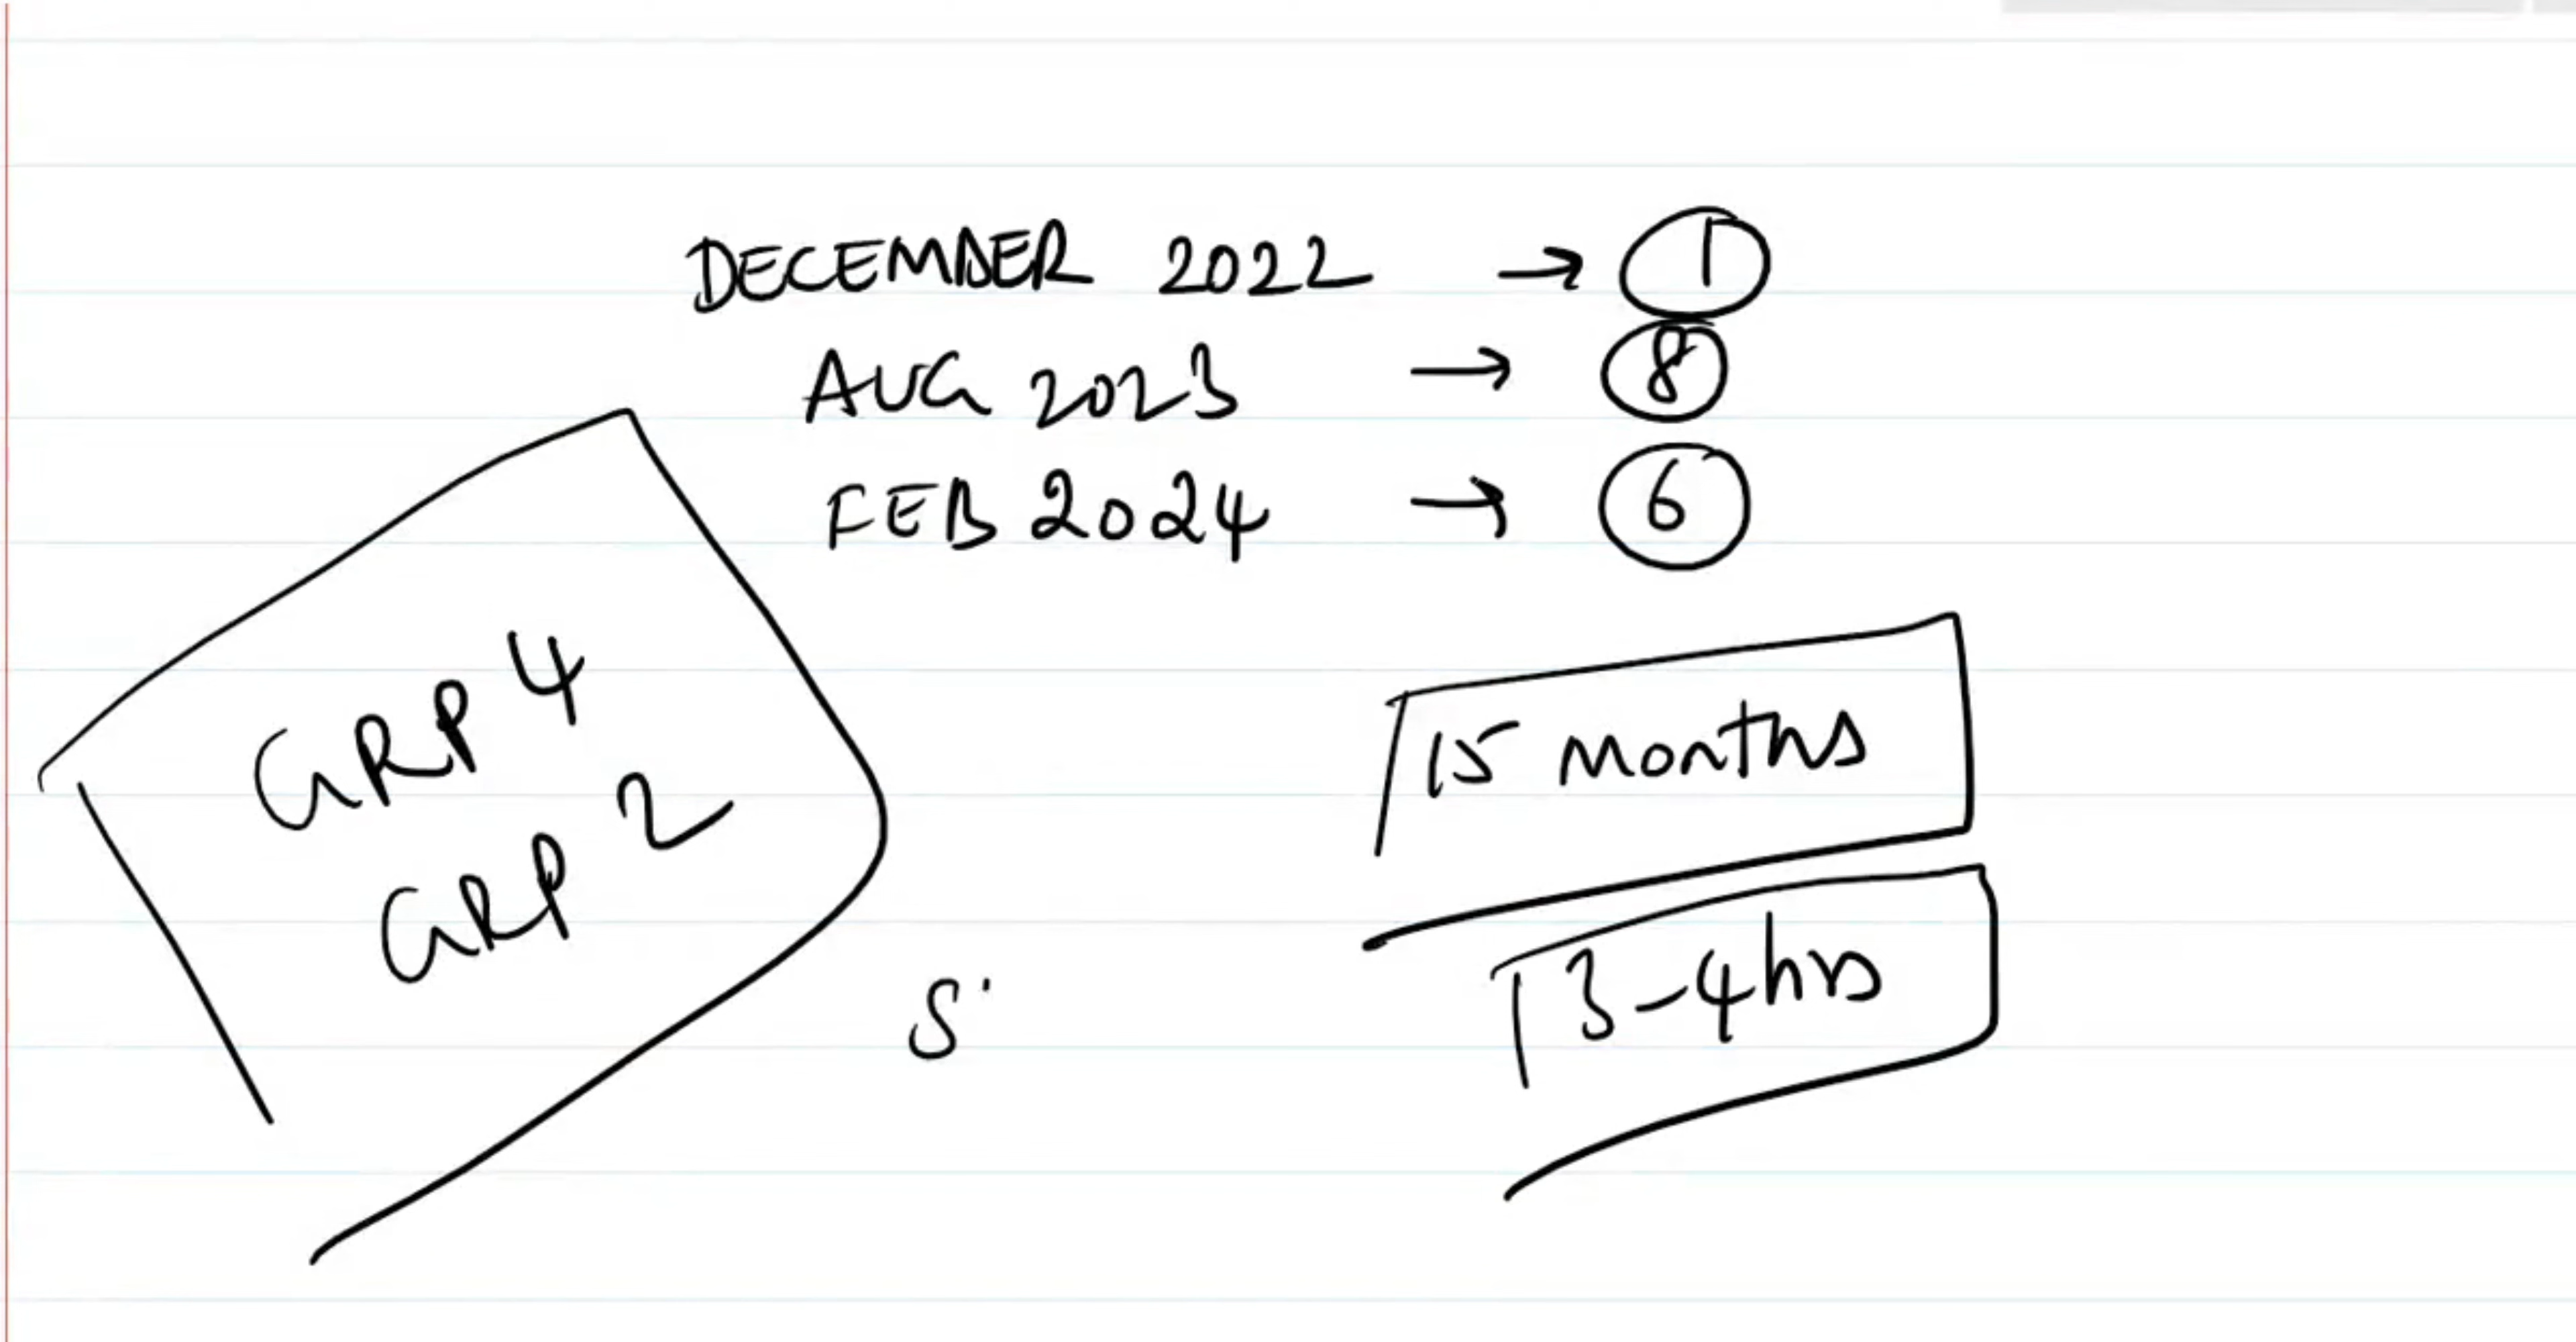 DECEMBER 2022 → 1
AUG 2023 → 8
FEB 2024 → 6
GRP 4
GRP 2
15 months
3-4hrs
S